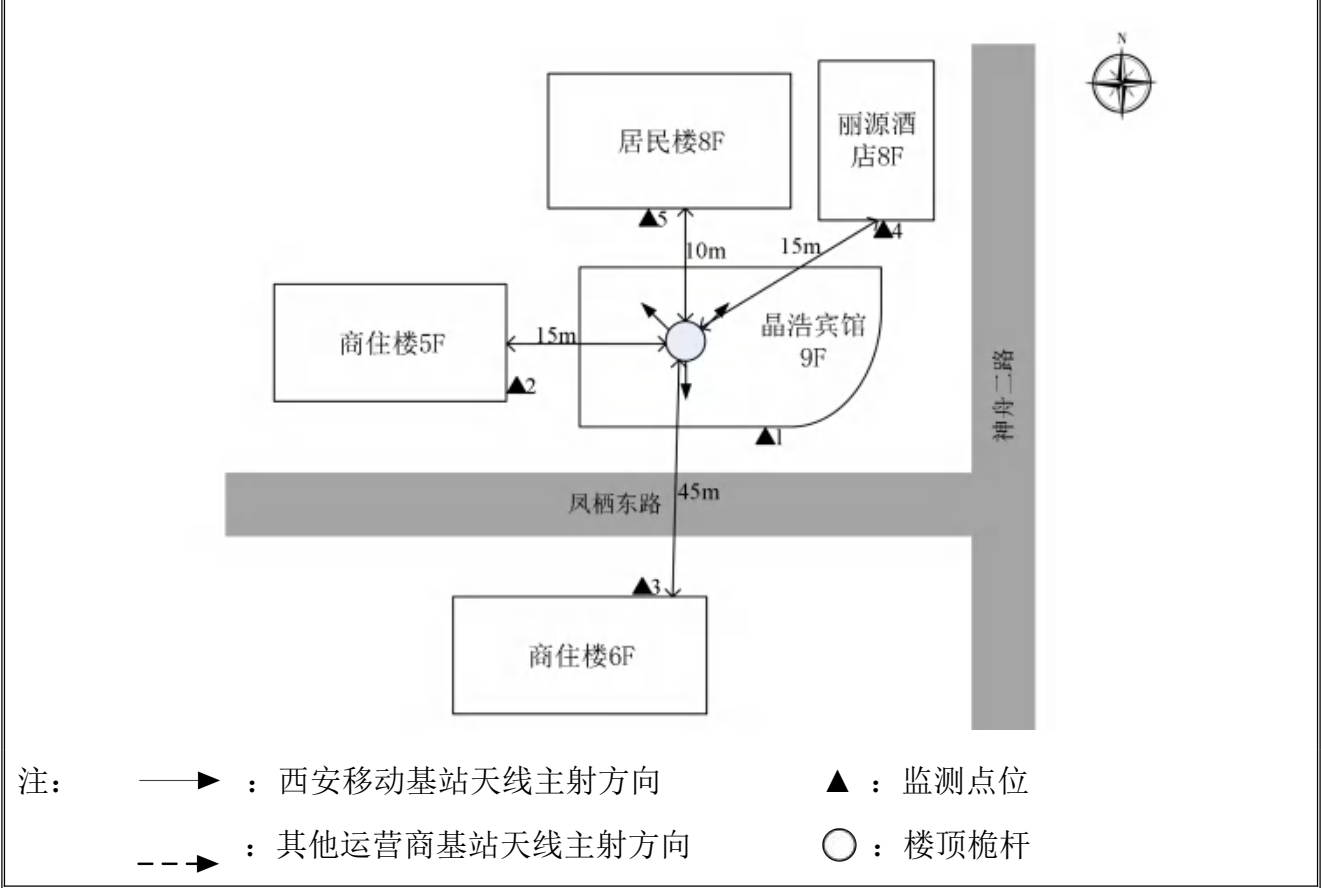 N
居民楼8F
丽源酒
店8F
5
4
10m
15m
商住楼5F
15m
晶浩宾馆
9F
2
1
神舟二路
45m
凤栖东路
3
商住楼6F
注：
：西安移动基站天线主射方向
▲：监测点位
：其他运营商基站天线主射方向
：楼顶桅杆